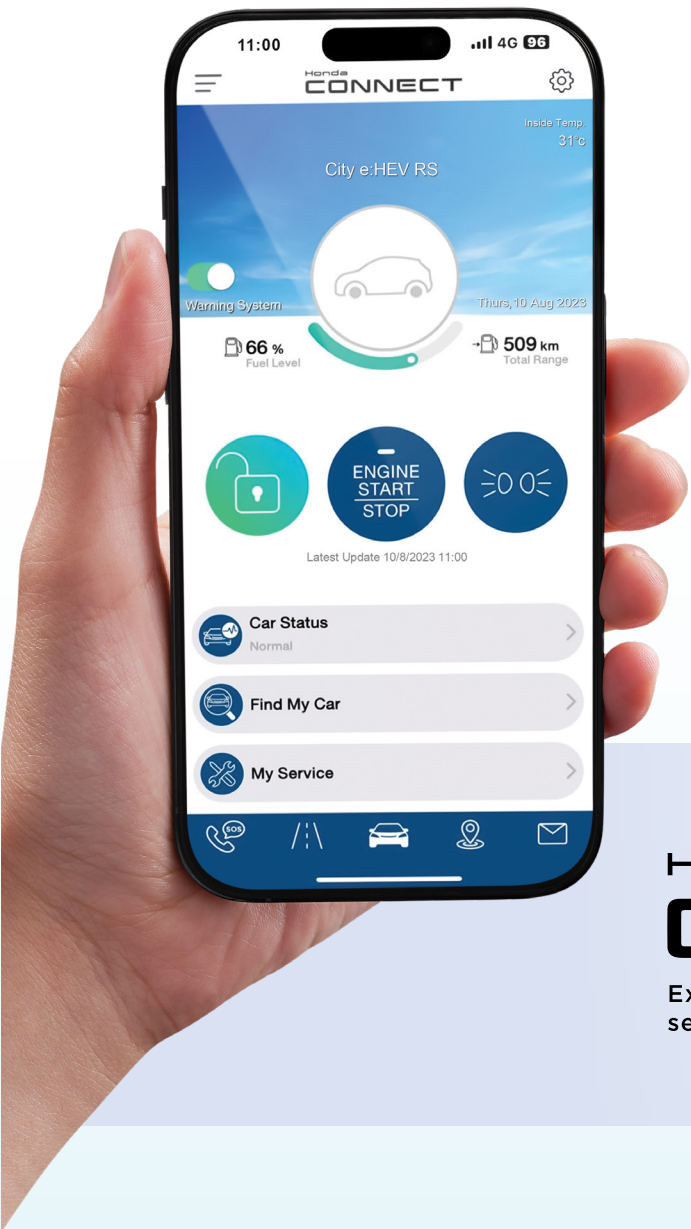 11:00
4G 96
Honda
CONNECT
Inside Temp.
31°c
City e:HEV RS
Warning System
Thurs,10 Aug 2023
66 %
Fuel Level
509 km
Total Range
ENGINE
START
STOP
Latest Update 10/8/2023 11:00
Car Status
Normal
Find My Car
My Service
SOS